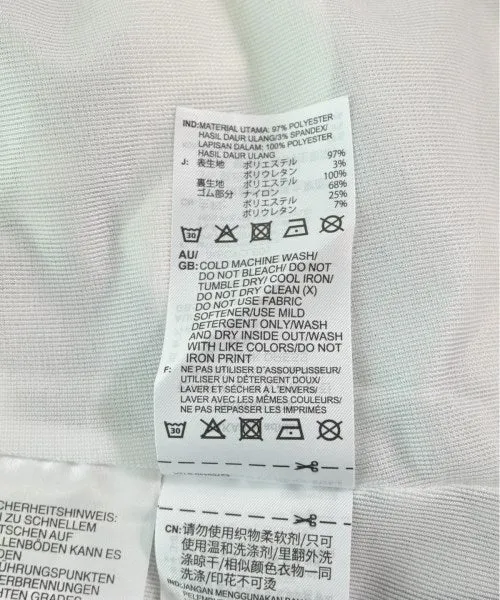 IND: MATERIAL UTAMA: 97% POLYESTER
HASIL DAUR ULANG/3% SPANDEX/
LAPISAN DALAM: 100% POLYESTER
HASIL DAUR ULANG
J: 表生地 ポリエステル 97%
ポリウレタン 3%
裏生地 ポリエステル 100%
ゴム部分 ナイロン 68%
ポリエステル 25%
ポリウレタン 7%
30
AU/
GB: COLD MACHINE WASH/
DO NOT BLEACH/ DO NOT
TUMBLE DRY/ COOL IRON/
DO NOT DRY CLEAN (X)
DO NOT USE FABRIC
SOFTENER/USE MILD
DETERGENT ONLY/WASH
AND DRY INSIDE OUT/WASH
WITH LIKE COLORS/DO NOT
IRON PRINT
F: NE PAS UTILISER D'ASSOUPLISSEUR/
UTILISER UN DÉTERGENT DOUX/
LAVER ET SÉCHER A L'ENVERS/
LAVER AVEC LES MÊMES COULEURS/
NE PAS REPASSER LES IMPRIMÉS
30
CN: 请勿使用织物柔软剂/只可
使用温和洗涤剂/里翻外洗
涤晾干/相似颜色衣物一同
洗涤/印花不可烫
IND: JANGAN MENGGUNAKAN
CHERHEITSHINWEIS:
ZU SCHNELLEM
TSCHEN AUF
LLENBÖDEN KANN ES
ÜHRUNGSPUNKTEN
ERBRENNUNGEN
HTEN GRADES